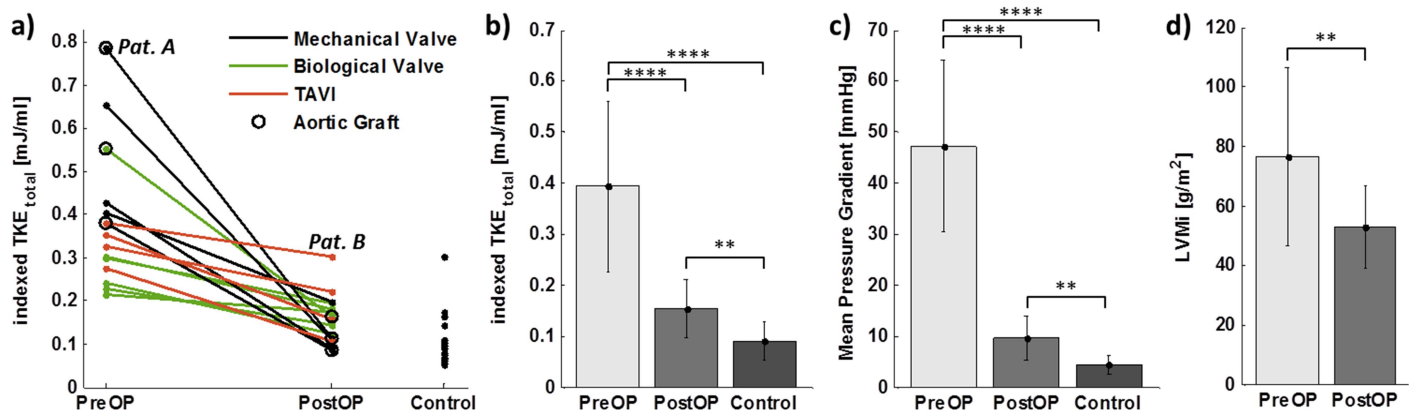 a)
indexed TKEtotal [mJ/ml]
0.8
0.7
0.6
0.5
0.4
0.3
0.2
0.1
0
Pat. A
Pat. B
Mechanical Valve
Biological Valve
TAVI
Aortic Graft
PreOP PostOP Control
b)
indexed TKEtotal [mJ/ml]
0.7
0.6
0.5
0.4
0.3
0.2
0.1
0
****
****
**
PreOP PostOP Control
c)
Mean Pressure Gradient [mmHg]
70
60
50
40
30
20
10
0
****
****
**
PreOP PostOP Control
d)
LVMi [g/m²]
120
100
80
60
40
20
0
**
PreOP PostOP